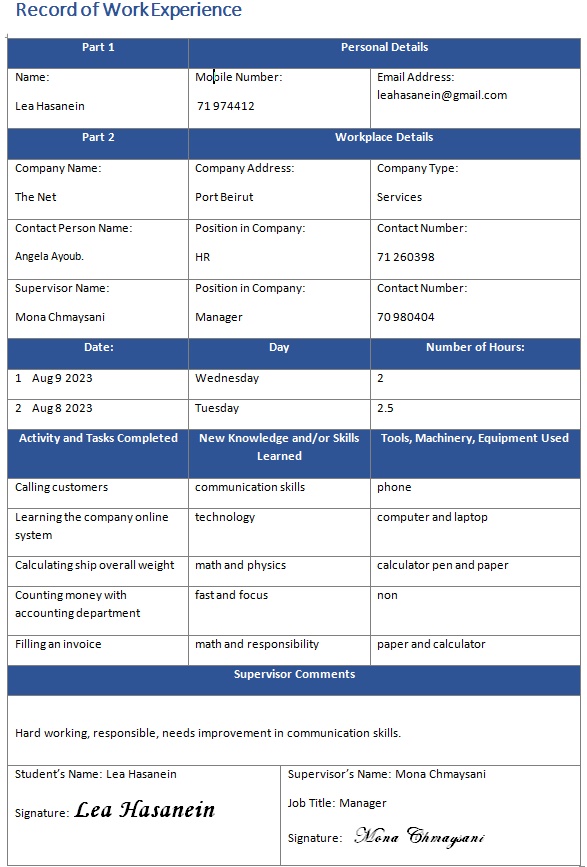 Record of Work Experience
Part 1 Personal Details
Name: Mobile Number: Email Address:
leahasanein@gmail.com
Lea Hasanein 71 974412
Part 2 Workplace Details
Company Name: Company Address: Company Type:
The Net Port Beirut Services
Contact Person Name: Position in Company: Contact Number:
Angela Ayoub. HR 71 260398
Supervisor Name: Position in Company: Contact Number:
Mona Chmaysani Manager 70 980404
Date: Day Number of Hours:
1 Aug 9 2023 Wednesday 2
2 Aug 8 2023 Tuesday 2.5
Activity and Tasks Completed New Knowledge and/or Skills Tools, Machinery, Equipment Used
Learned
Calling customers communication skills phone
Learning the company online technology computer and laptop
system
Calculating ship overall weight math and physics calculator pen and paper
Counting money with fast and focus non
accounting department
Filling an invoice math and responsibility paper and calculator
Supervisor Comments
Hard working, responsible, needs improvement in communication skills.
Student's Name: Lea Hasanein Supervisor's Name: Mona Chmaysani
Job Title: Manager
Signature: Lea Hasanein
Signature: Mona Chmaysani